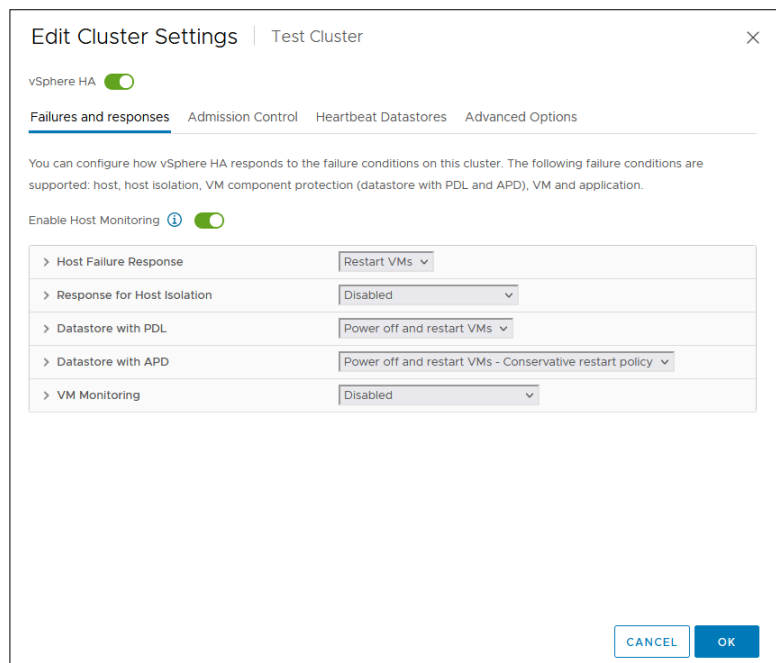 Edit Cluster Settings Test Cluster
vSphere HA
Failures and responses Admission Control Heartbeat Datastores Advanced Options
You can configure how vSphere HA responds to the failure conditions on this cluster. The following failure conditions are
supported: host, host isolation, VM component protection (datastore with PDL and APD), VM and application.
Enable Host Monitoring
Host Failure Response Restart VMs
Response for Host Isolation Disabled
Datastore with PDL Power off and restart VMs
Datastore with APD Power off and restart VMs - Conservative restart policy
VM Monitoring Disabled
CANCEL OK